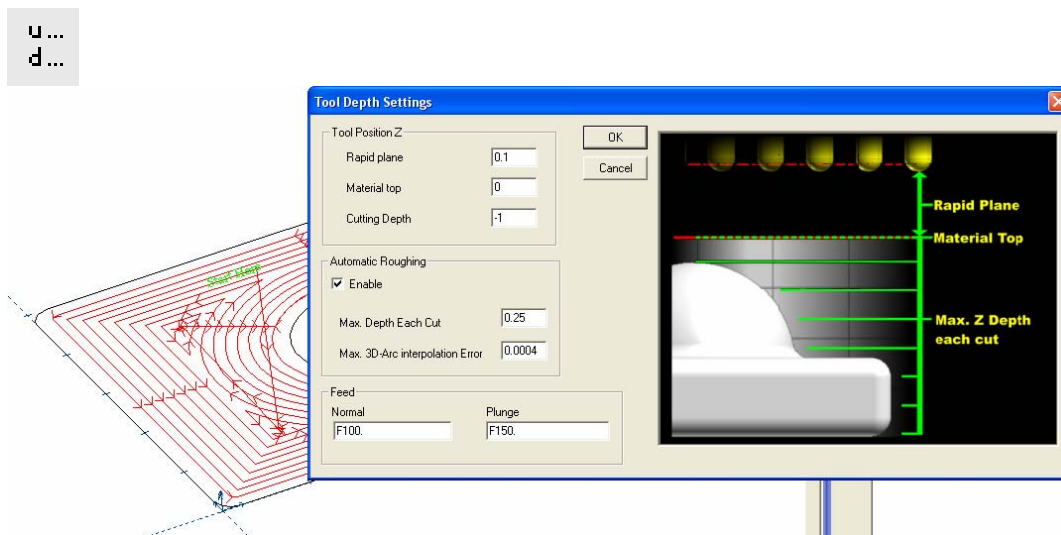 u...
d...
Tool Depth Settings
Tool Position Z
Rapid plane 0.1
Material top 0
Cutting Depth -1
OK
Cancel
Automatic Roughing
Enable
Max. Depth Each Cut 0.25
Max. 3D-Arc interpolation Error 0.0004
Feed
Normal Plunge
F100. F150.
Rapid Plane
Material Top
Max. Z Depth
each cut
Start Here